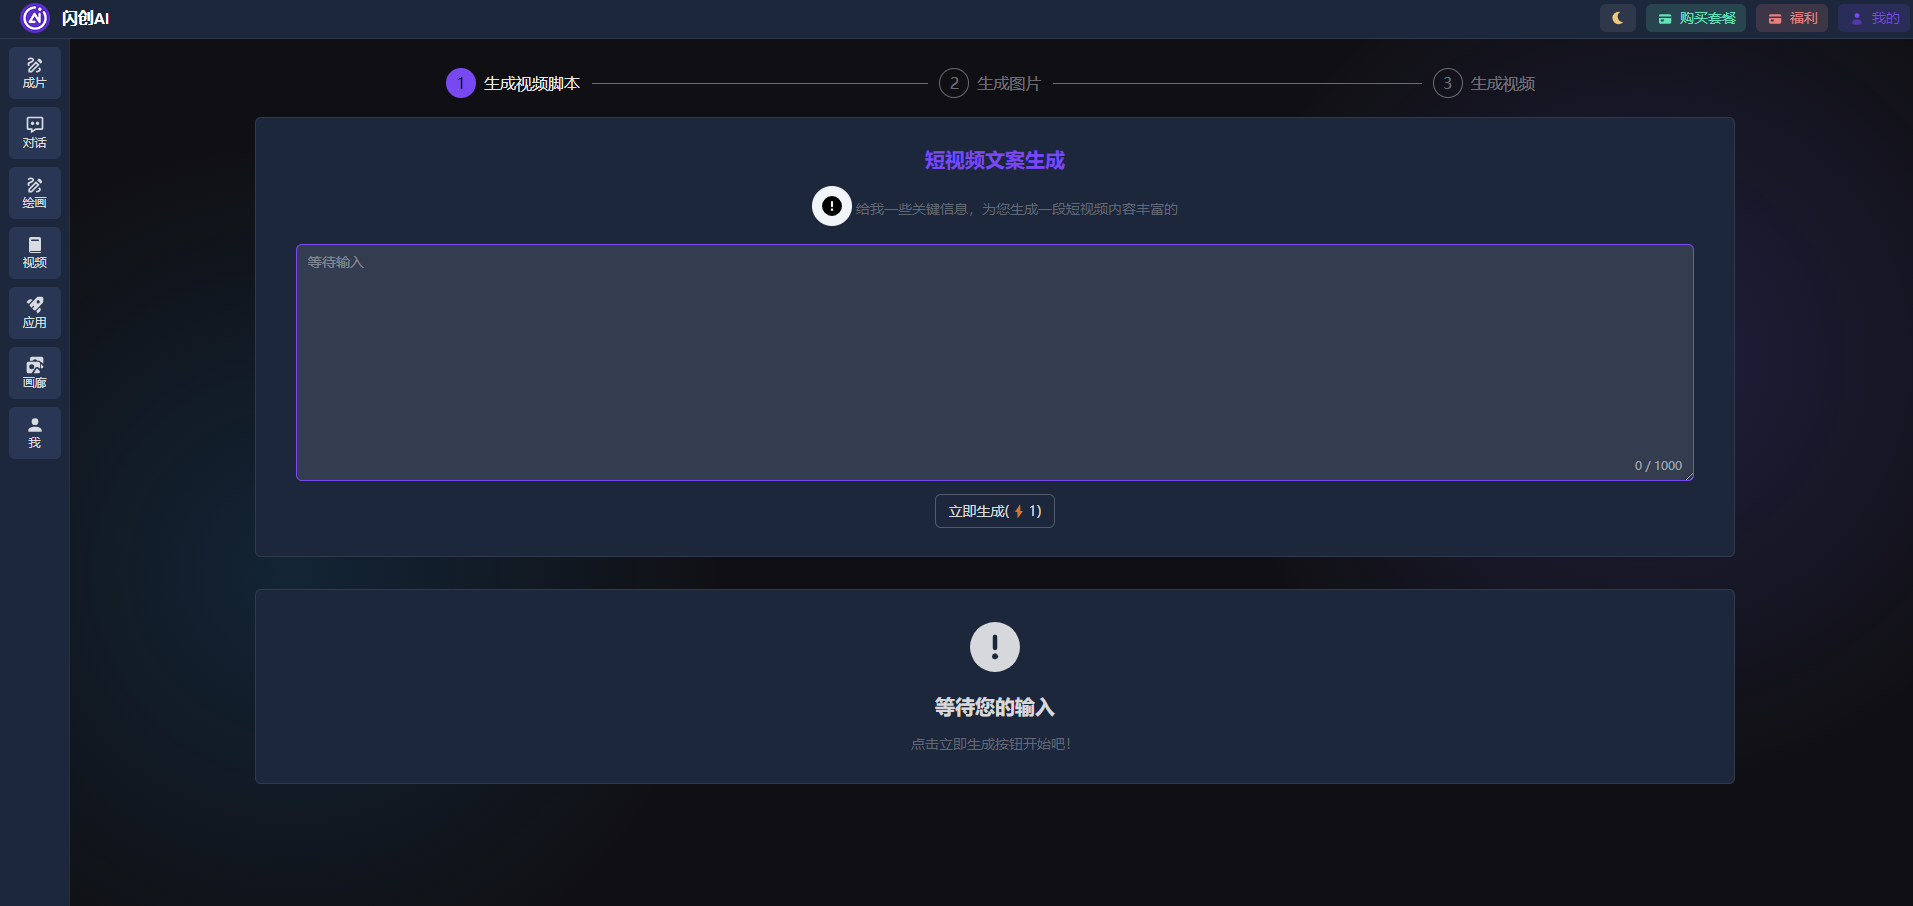 闪创AI
购买套餐
福利
我的
成片
对话
绘画
视频
应用
画廊
我
1 生成视频脚本
2 生成图片
3 生成视频
短视频文案生成
给我一些关键信息，为您生成一段短视频内容丰富的
等待输入
0 / 1000
立即生成( 1)
等待您的输入
点击立即生成按钮开始吧!